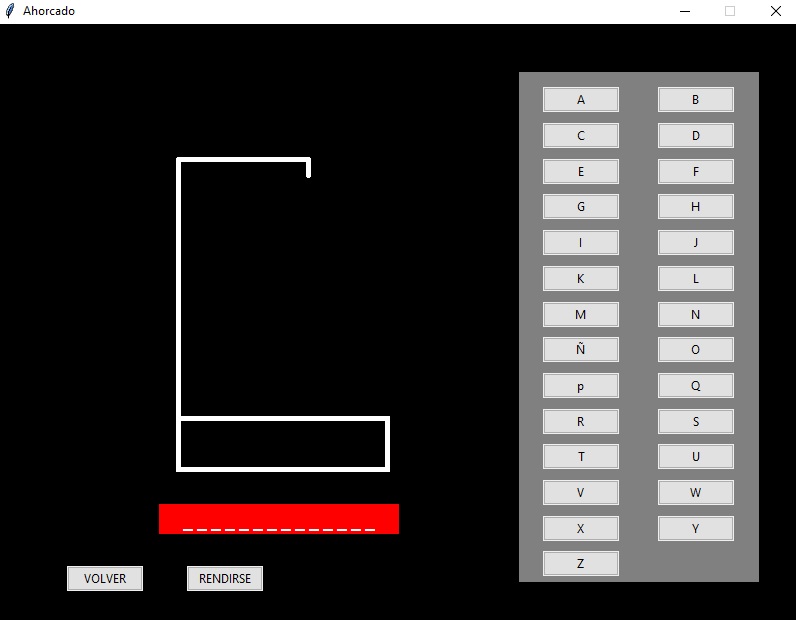 Ahorcado
A B
C D
E F
G H
I J
K L
M N
Ñ O
p Q
R S
T U
V W
X Y
Z
_ _ _ _ _ _ _ _ _ _ _ _ _ _
VOLVER RENDIRSE